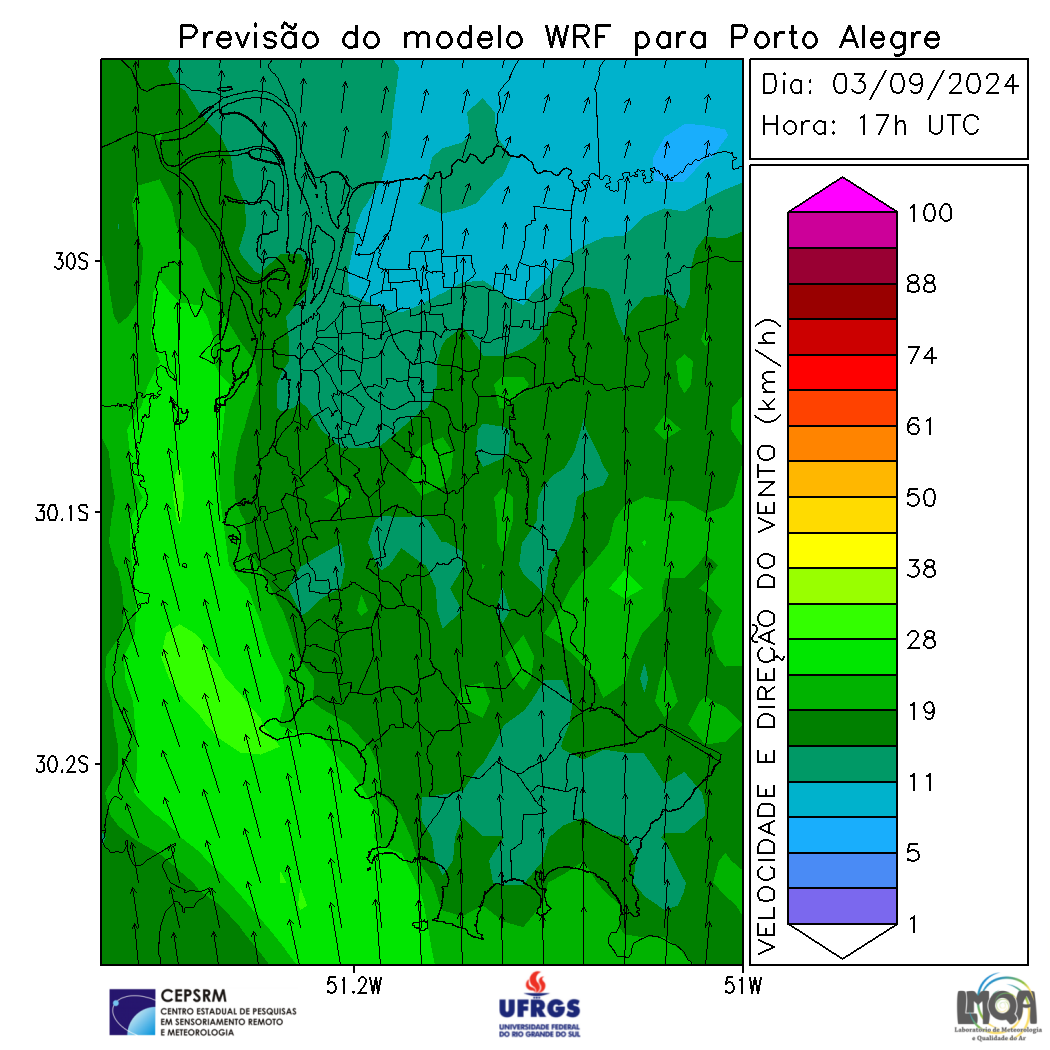 Previsão do modelo WRF para Porto Alegre
Dia: 03/09/2024
Hora: 17h UTC
30S
30.1S
30.2S
51.2W
51W
VELOCIDADE E DIREÇÃO DO VENTO (km/h)
100
88
74
61
50
38
28
19
11
5
1
CEPSRM
CENTRO ESTADUAL DE PESQUISAS
EM SENSORIAMENTO REMOTO
E METEOROLOGIA
UFRGS
UNIVERSIDADE FEDERAL
DO RIO GRANDE DO SUL
LMQA
Laboratório de Meteorologia
e Qualidade do Ar